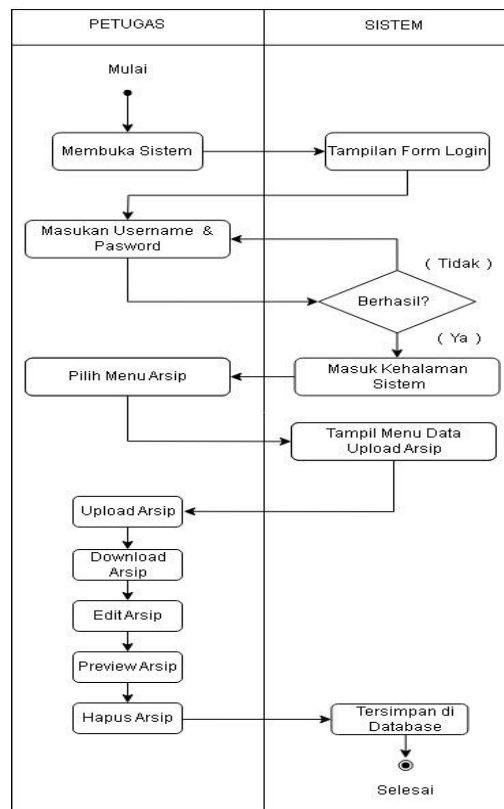 PETUGAS
SISTEM
Mulai
Membuka Sistem
Tampilan Form Login
Masukan Username &
Pasword
( Tidak )
Berhasil?
( Ya )
Masuk Kehalaman
Sistem
Pilih Menu Arsip
Tampil Menu Data
Upload Arsip
Upload Arsip
Download
Arsip
Edit Arsip
Preview Arsip
Hapus Arsip
Tersimpan di
Database
Selesai